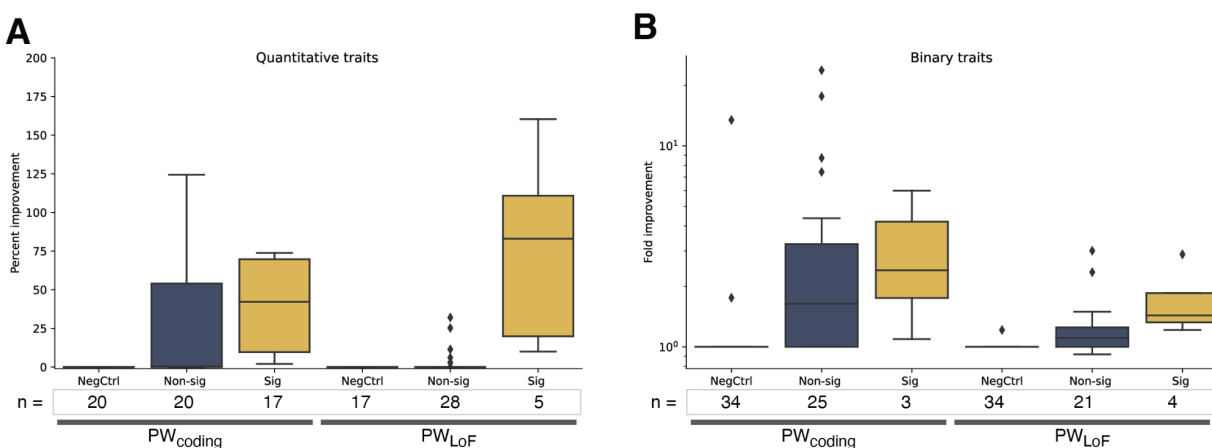 A
Quantitative traits
Percent improvement
200
175
150
125
100
75
50
25
0
NegCtrl Non-sig Sig NegCtrl Non-sig Sig
n = 20 20 17 17 28 5
PWcoding PWLoF
B
Binary traits
Fold improvement
10¹
10⁰
NegCtrl Non-sig Sig NegCtrl Non-sig Sig
n = 34 25 3 34 21 4
PWcoding PWLoF